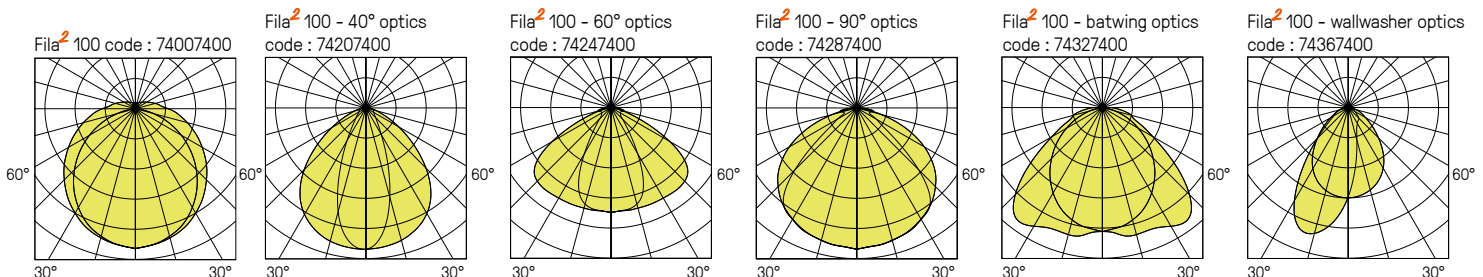 Fila² 100 code : 74007400
Fila² 100 - 40° optics
code : 74207400
Fila² 100 - 60° optics
code : 74247400
Fila² 100 - 90° optics
code : 74287400
Fila² 100 - batwing optics
code : 74327400
Fila² 100 - wallwasher optics
code : 74367400
60° 60° 60° 60° 60° 60° 60°
30° 30° 30° 30° 30° 30° 30° 30° 30° 30° 30° 30°